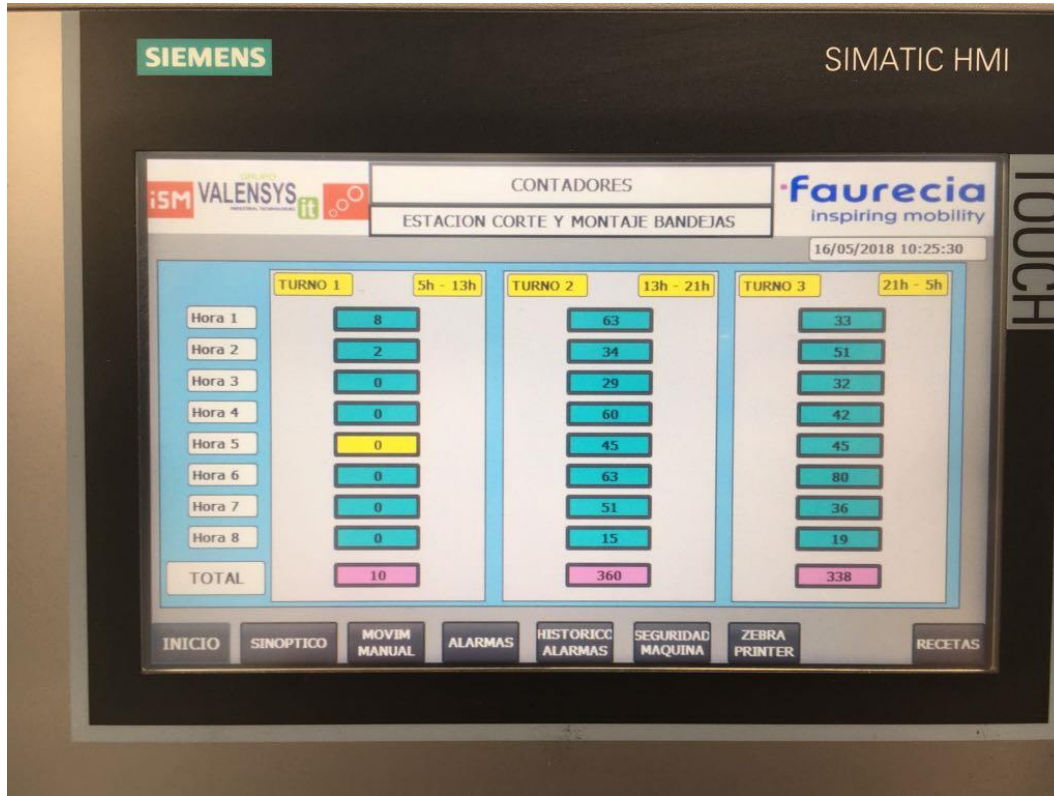 SIEMENS
SIMATIC HMI
TOUCH
iSM
GRUPO
VALENSYS
it
CONTADORES
ESTACION CORTE Y MONTAJE BANDEJAS
faurecia
inspiring mobility
16/05/2018 10:25:30
TURNO 1 5h - 13h TURNO 2 13h - 21h TURNO 3 21h - 5h
Hora 1 8 63 33
Hora 2 2 34 51
Hora 3 0 29 32
Hora 4 0 60 42
Hora 5 0 45 45
Hora 6 0 63 80
Hora 7 0 51 36
Hora 8 0 15 19
TOTAL 10 360 338
INICIO
SINOPTICO
MOVIM
MANUAL
ALARMAS
HISTORICC
ALARMAS
SEGURIDAD
MAQUINA
ZEBRA
PRINTER
RECETAS